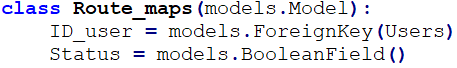 class Route_maps(models.Model):
    ID_user = models.ForeignKey(Users)
    Status = models.BooleanField()